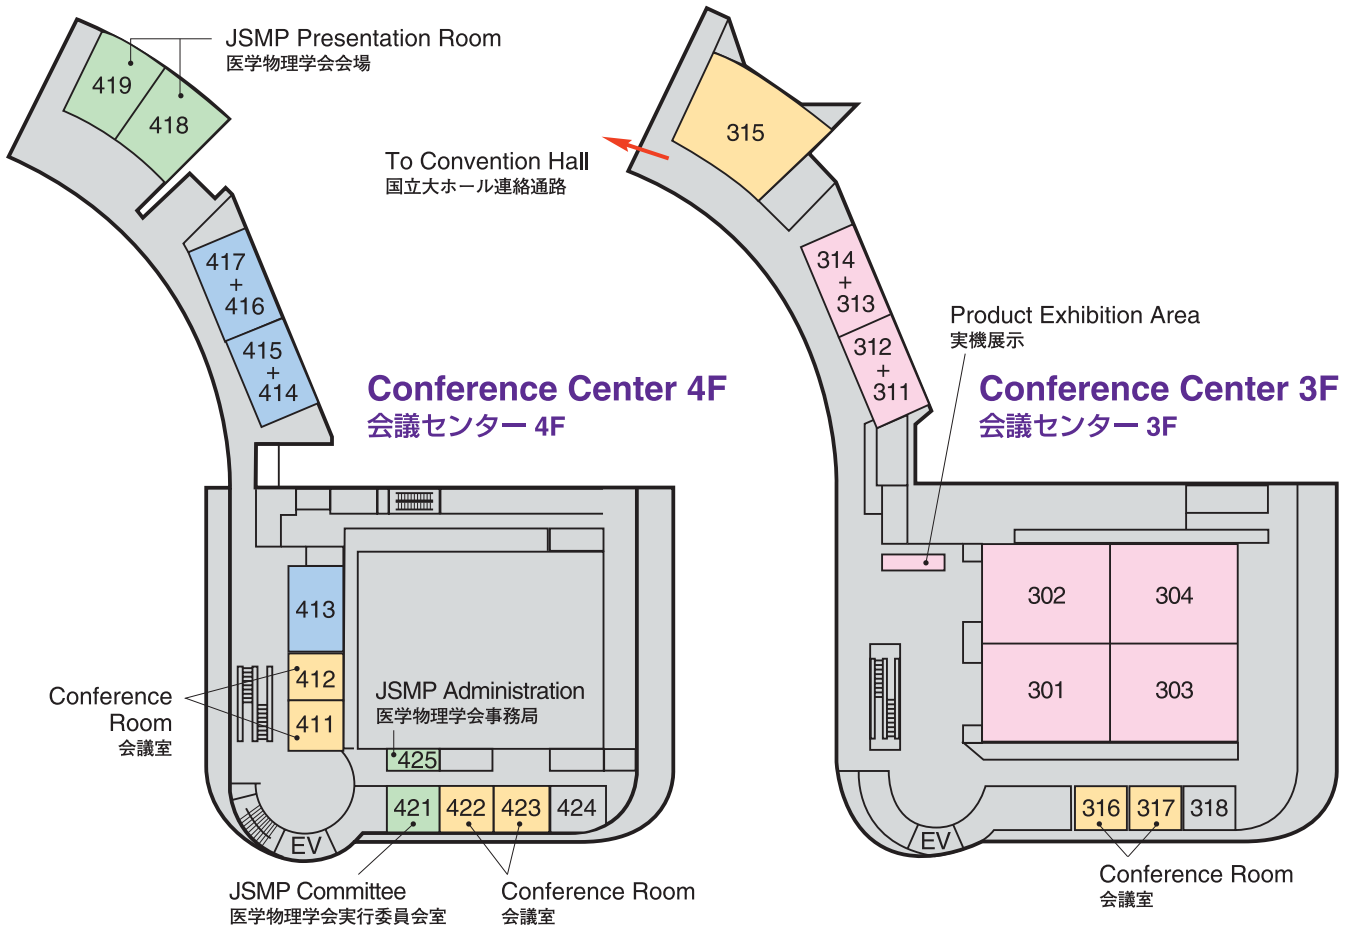 JSMP Presentation Room
医学物理学会会場
419
418
417
+
416
415
+
414
Conference Center 4F
会議センター 4F
413
412
411
Conference
Room
会議室
JSMP Administration
医学物理学会事務局
425
421
422
423
424
EV
JSMP Committee
医学物理学会実行委員会室
Conference Room
会議室
To Convention Hall
国立大ホール連絡通路
315
314
+
313
312
+
311
Product Exhibition Area
実機展示
Conference Center 3F
会議センター 3F
302
304
301
303
316
317
318
EV
Conference Room
会議室